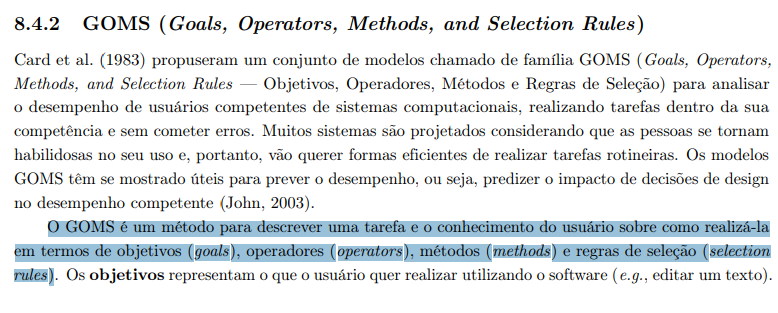 8.4.2 GOMS (Goals, Operators, Methods, and Selection Rules)
Card et al. (1983) propuseram um conjunto de modelos chamado de família GOMS (Goals, Operators,
Methods, and Selection Rules — Objetivos, Operadores, Métodos e Regras de Seleção) para analisar
o desempenho de usuários competentes de sistemas computacionais, realizando tarefas dentro da sua
competência e sem cometer erros. Muitos sistemas são projetados considerando que as pessoas se tornam
habilidosas no seu uso e, portanto, vão querer formas eficientes de realizar tarefas rotineiras. Os modelos
GOMS têm se mostrado úteis para prever o desempenho, ou seja, predizer o impacto de decisões de design
no desempenho competente (John, 2003).
O GOMS é um método para descrever uma tarefa e o conhecimento do usuário sobre como realizá-la
em termos de objetivos (goals), operadores (operators), métodos (methods) e regras de seleção (selection
rules). Os objetivos representam o que o usuário quer realizar utilizando o software (e.g., editar um texto).